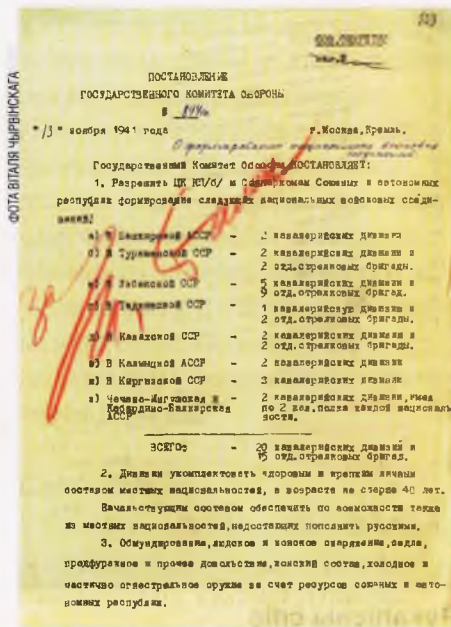 ФОТА ВІТАЛЯ ЧЫРВІНСКАГА
ПОСТАНОВЛЕНИЕ
ГОСУДАРСТВЕННОГО КОМИТЕТА ОБОРОНЫ
"13" ноября 1941 года г.Москва,Кремль.
Государственный Комитет Обороны ПОСТАНОВЛЯЕТ:
1. Разрешить ЦК КП/б/ и Совнаркомам Союзных и автономных
республик формирование следующих национальных войсковых соеди-
нений:
а) В Башкирской АССР - 2 кавалерийских дивизии
б) В Туркменской ССР - 2 кавалерийских дивизии и
2 отд.стрелковых бригады.
в) В Узбекской ССР - 5 кавалерийских дивизий и
9 отд.стрелковых бригад.
г) В Таджикской ССР - 1 кавалерийскую дивизию и
2 отд.стрелковых бригады.
д) В Казахской ССР - 2 кавалерийских дивизии и
2 отд.стрелковых бригады.
е) В Калмыцкой АССР - 2 кавалерийских дивизии
ж) В Киргизской ССР - 3 кавалерийских дивизии
и) Чечено-Ингушская и - 2 кавалерийских дивизии,имея
Кабардино-Балкарская по 2 кав.полка каждой националь-
АССР ности.
ВСЕГО: - 20 кавалерийских дивизий и
15 отд.стрелковых бригад.
2. Дивизии укомплектовать здоровым и крепким личным
составом местных национальностей, в возрасте не старше 40 лет.
Начальствующим составом обеспечить по возможности также
из местных национальностей,недостающих пополнить русскими.
3. Обмундирование,людское и конское снаряжение,седла,
продфуражное и прочее довольствие,конский состав,холодное и
частично огнестрельное оружие за счет ресурсов союзных и авто-
номных республик.